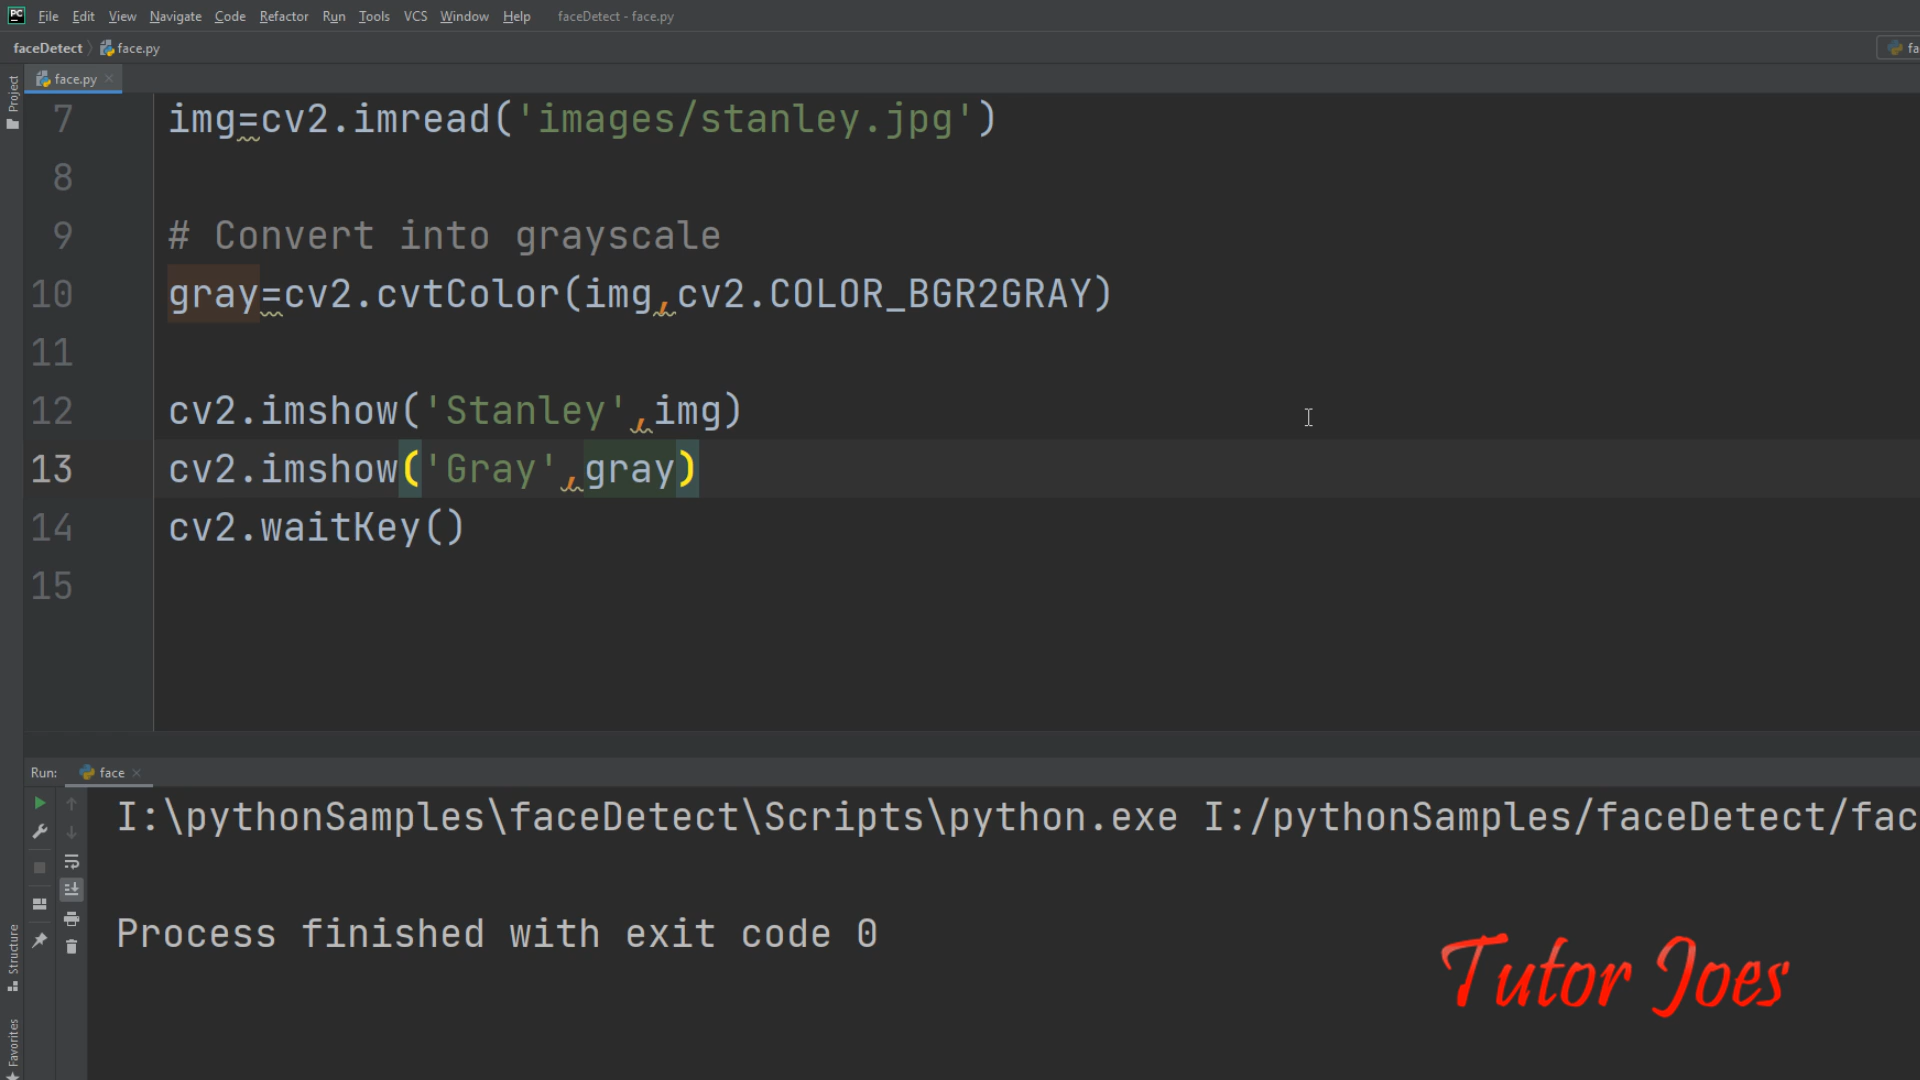 PC File Edit View Navigate Code Refactor Run Tools VCS Window Help faceDetect - face.py
faceDetect face.py
fa
Project
face.py
7 img=cv2.imread('images/stanley.jpg')
8
9 # Convert into grayscale
10 gray=cv2.cvtColor(img,cv2.COLOR_BGR2GRAY)
11
12 cv2.imshow('Stanley',img)
13 cv2.imshow('Gray',gray)
14 cv2.waitKey()
15
Run: face
I:\pythonSamples\faceDetect\Scripts\python.exe I:/pythonSamples/faceDetect/fac
Process finished with exit code 0
Structure
Favorites
Tutor Joes